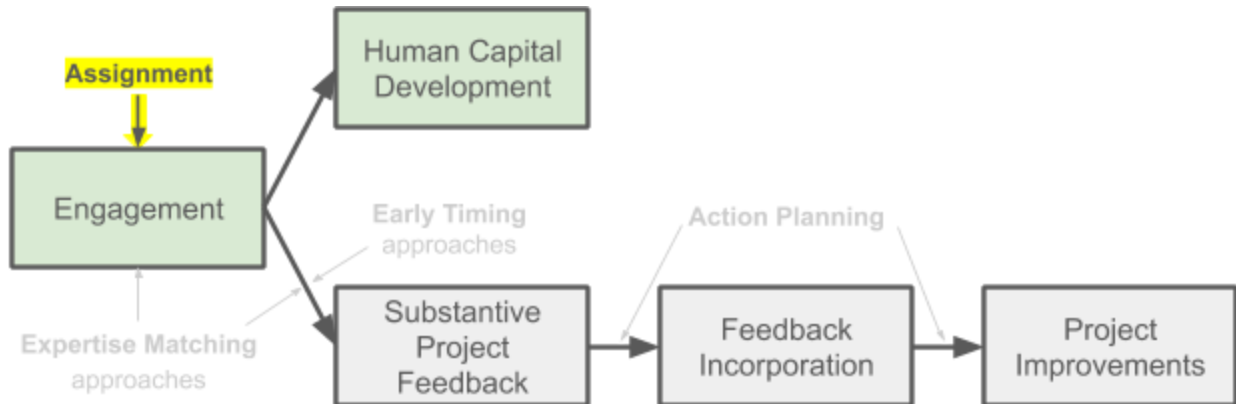 Human Capital
Development
Assignment
Engagement
Early Timing
approaches
Action Planning
Expertise Matching
approaches
Substantive
Project
Feedback
Feedback
Incorporation
Project
Improvements